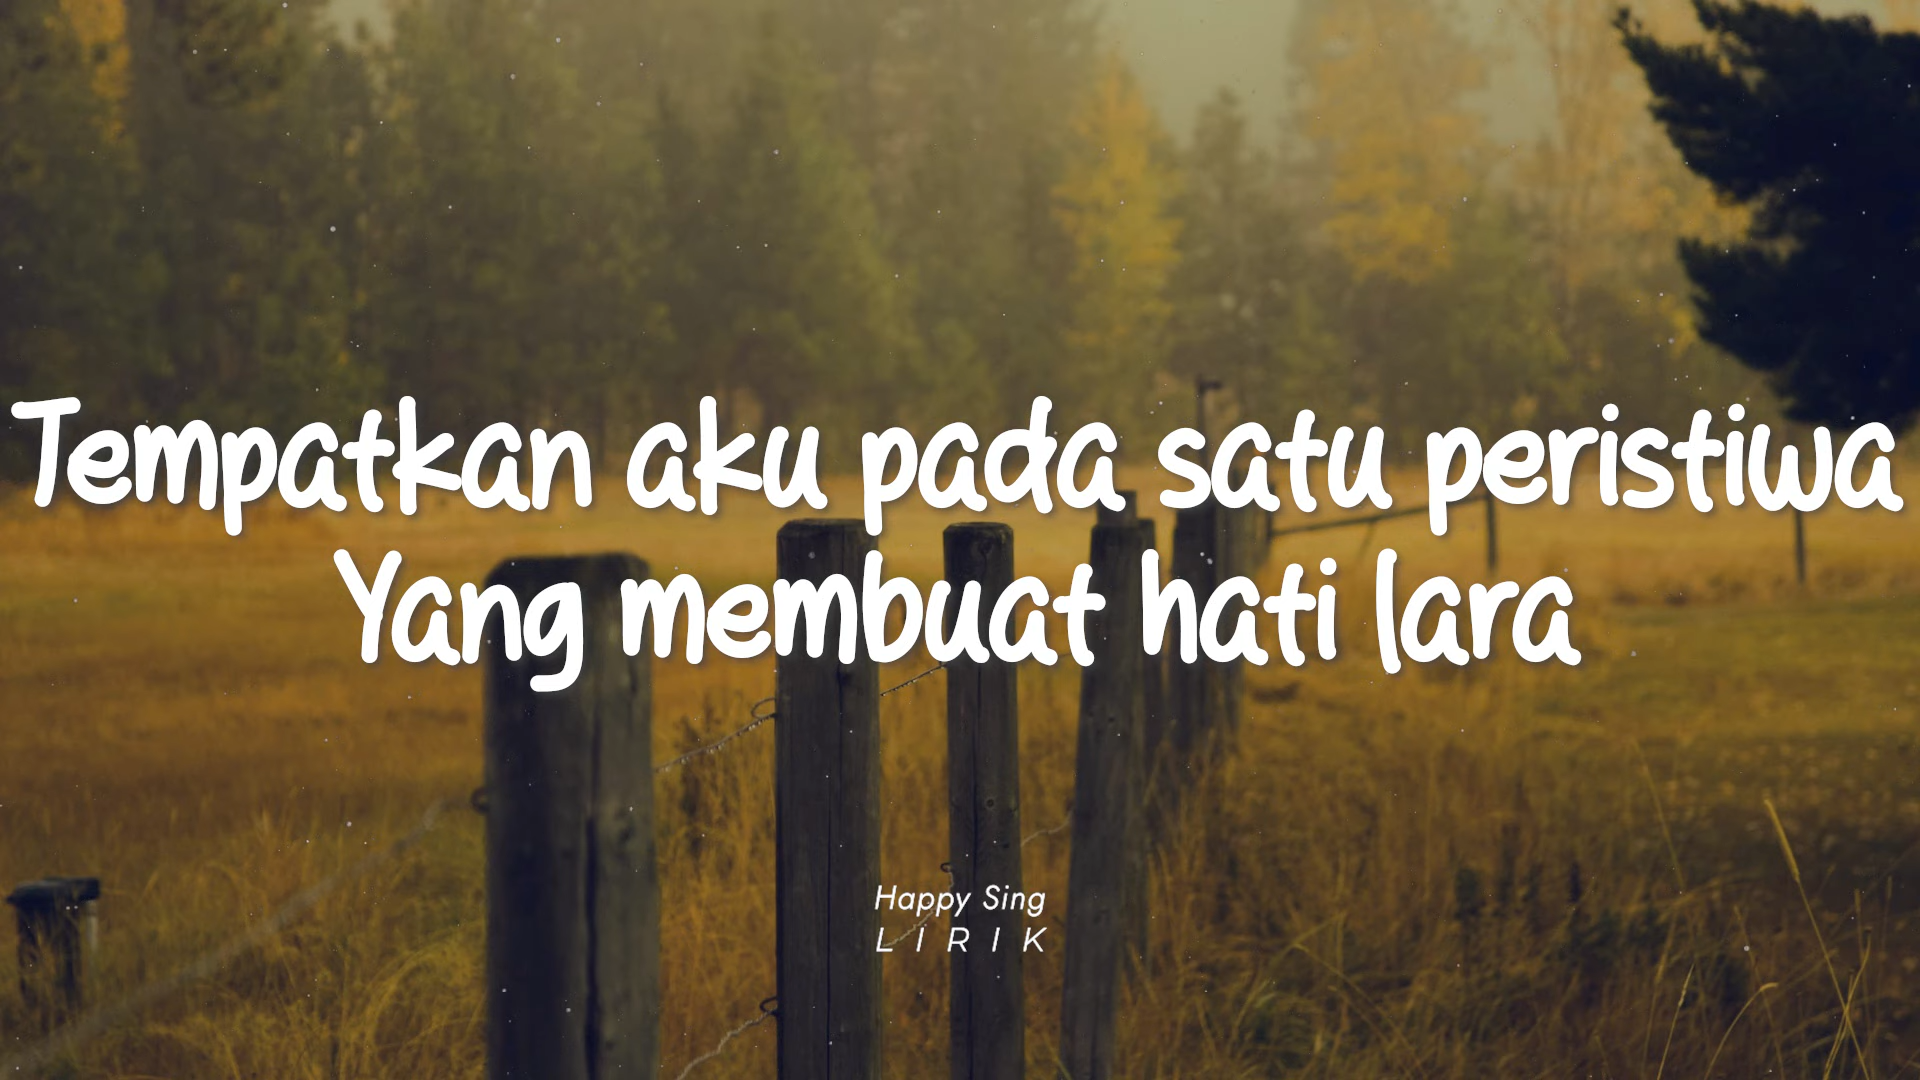 Tempatkan aku pada satu peristiwa
Yang membuat hati lara
Happy Sing
LIRIK